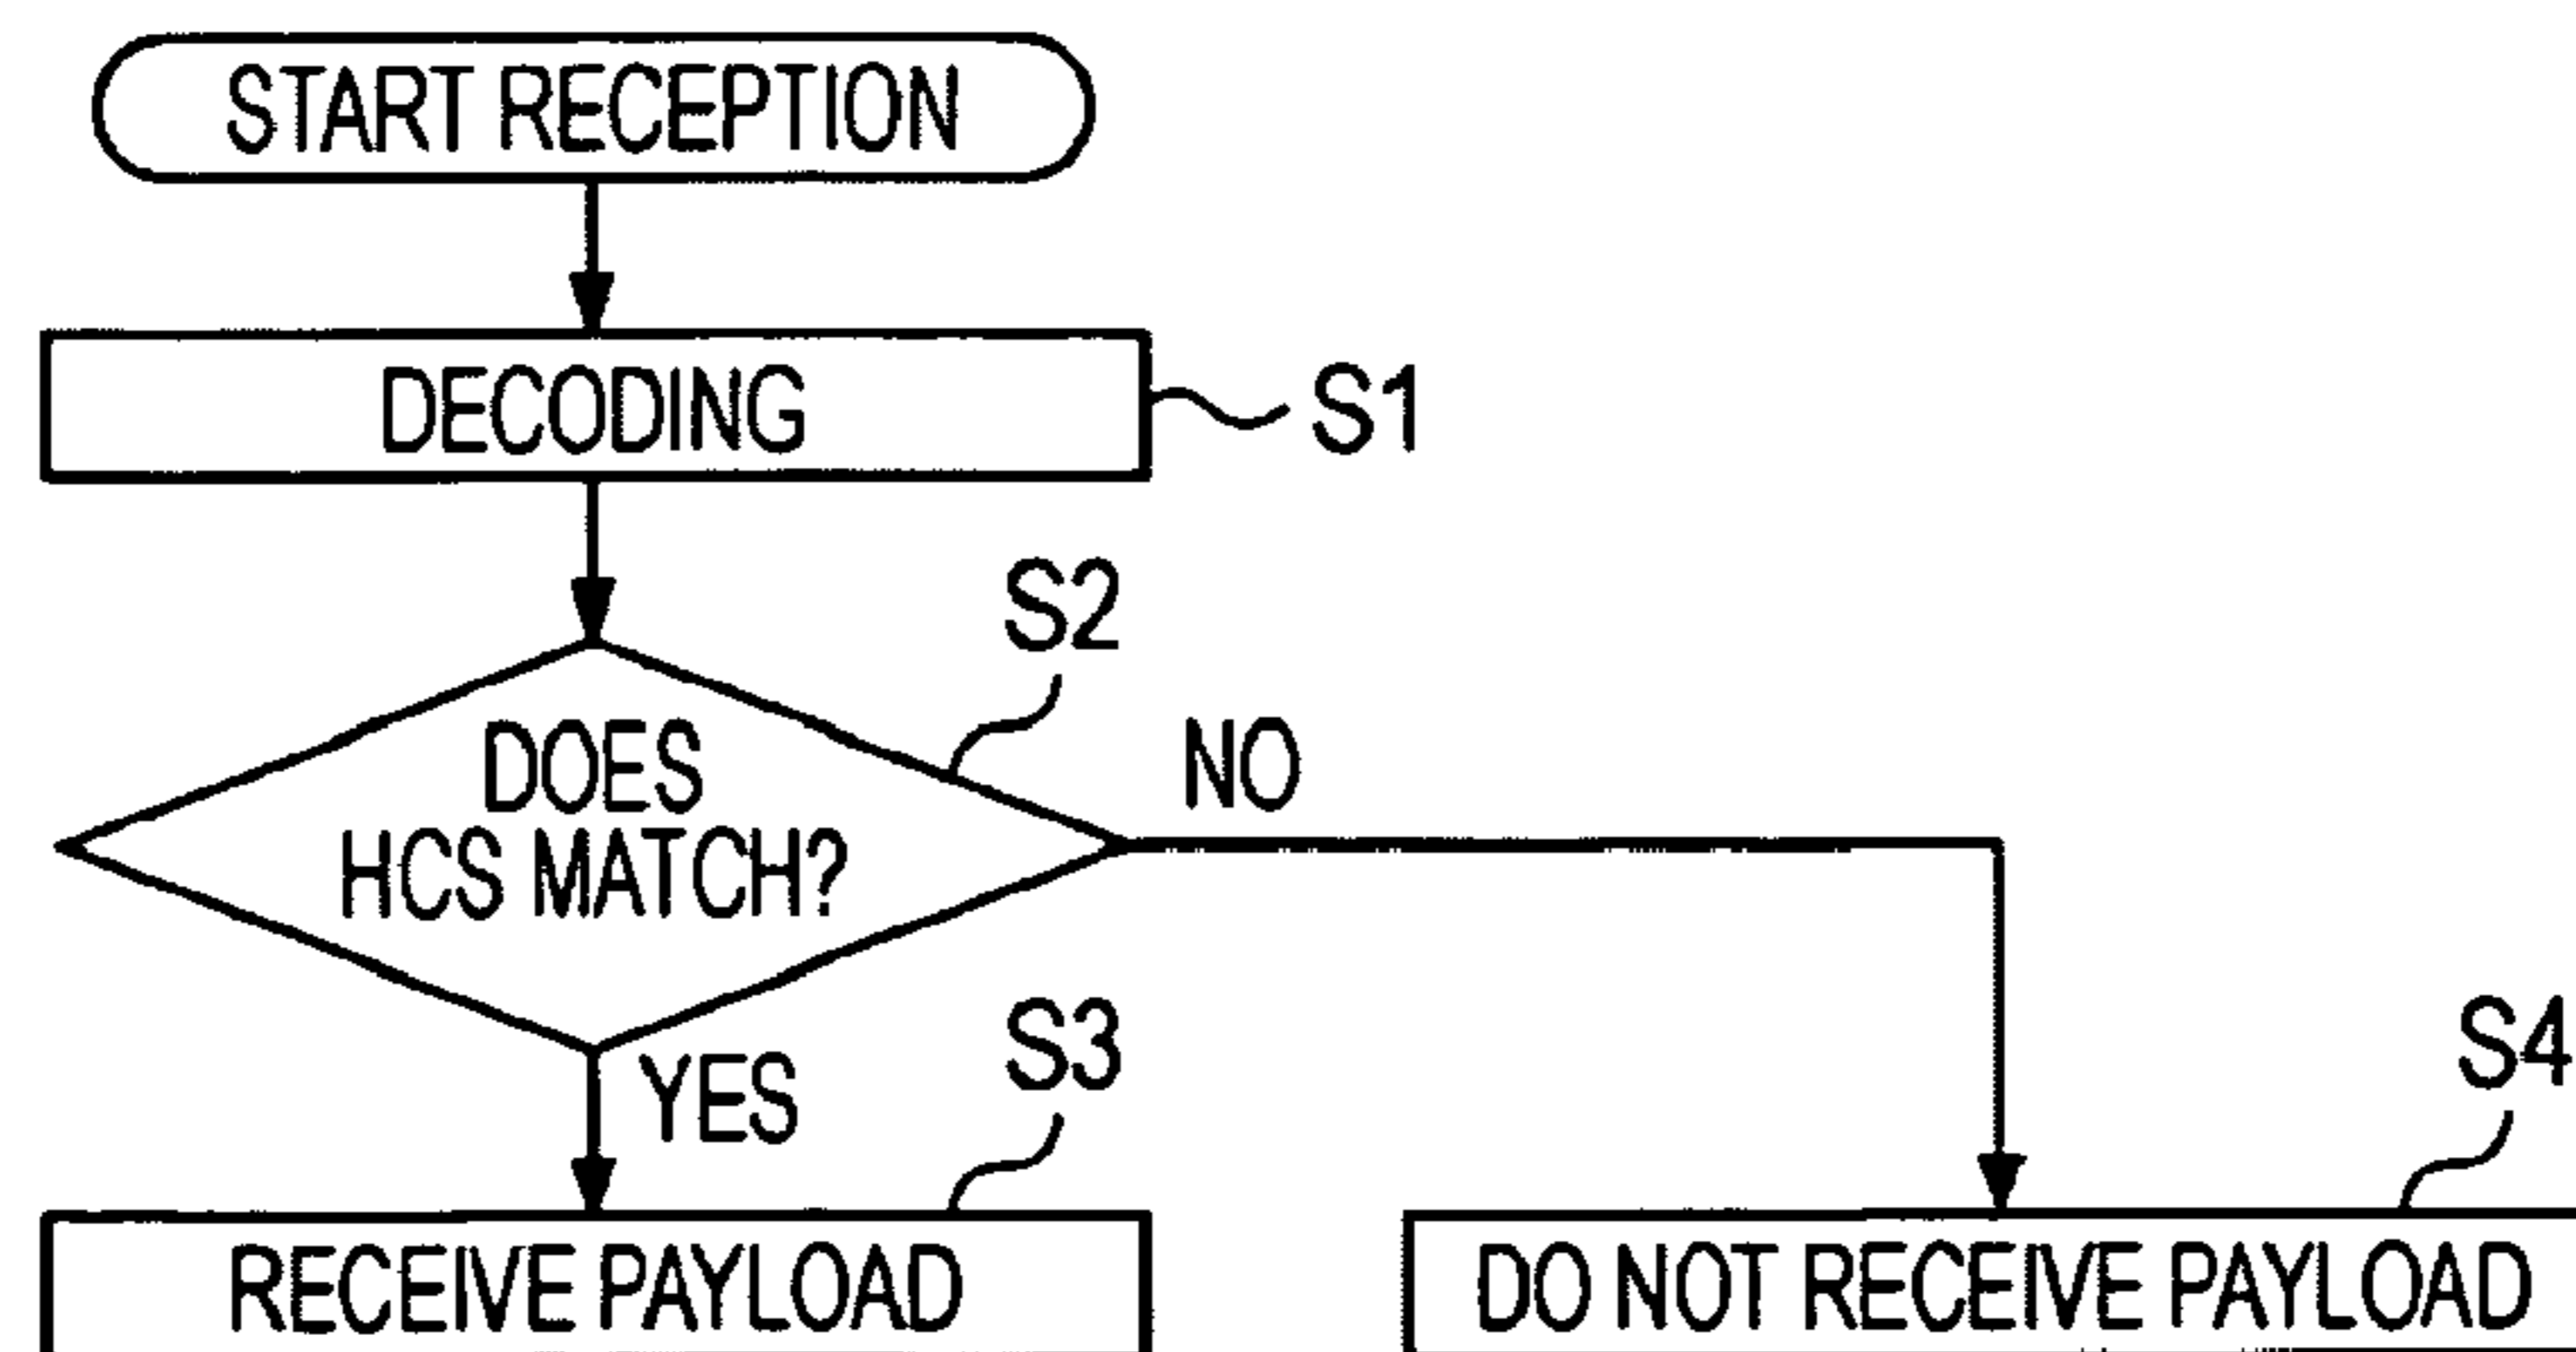 START RECEPTION
DECODING
S1
S2
DOES
HCS MATCH?
NO
YES
S3
S4
RECEIVE PAYLOAD
DO NOT RECEIVE PAYLOAD